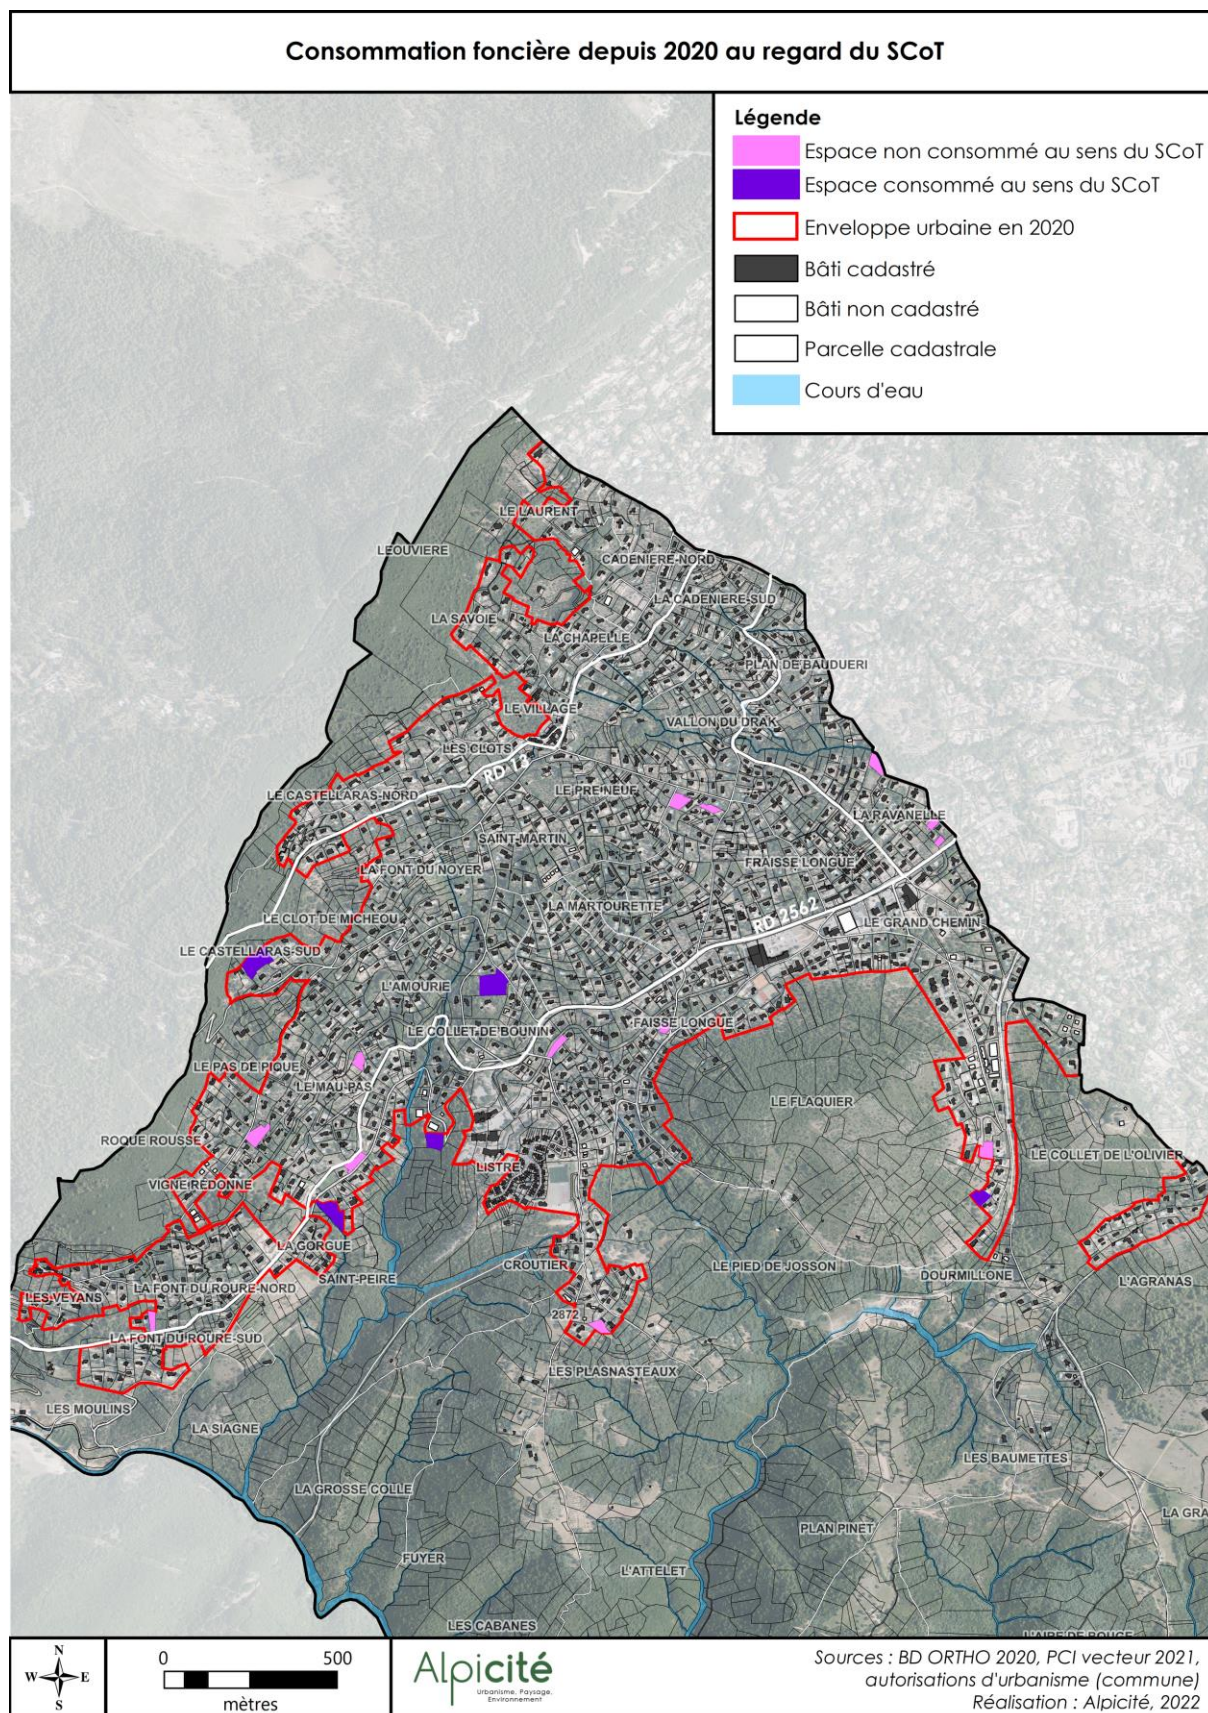 Consommation foncière depuis 2020 au regard du SCoT
Légende
Espace non consommé au sens du SCoT
Espace consommé au sens du SCoT
Enveloppe urbaine en 2020
Bâti cadastré
Bâti non cadastré
Parcelle cadastrale
Cours d'eau
LE LAURENT
LEOUVIERE
CADENIERE-NORD
LA CADENIERE-SUD
LA SAVOIE
LA CHAPELLE
PLAN DE BAUDUERI
LE VILLAGE
VALLON DU DRAK
LES CLOTS
RD 13
LE PRE NEUF
LE CASTELLARAS-NORD
LA RAVANELLE
SAINT-MARTIN
FRAISSE LONGUE
LA FONT DU NOYER
LA MARTOURETTE
LE CLOT DE MICHEOU
RD 2562
LE GRAND CHEMIN
LE CASTELLARAS-SUD
L'AMOURIE
LE COLLET DE BOUNIN
FAISSE LONGUE
LE PAS DE PIQUE
LE MAU-PAS
LE FLAQUIER
ROQUE ROUSSE
LISTRE
LE COLLET DE L'OLIVIER
VIGNE REDONNE
LA GORGUE
SAINT-PEIRE
CROUTIER
LE PIED DE JOSSON
DOURMILLONE
L'AGRANAS
LA FONT DU ROURE-NORD
LES VEYANS
2872
LA FONT DU ROURE-SUD
LES PLASNASTEAUX
LES MOULINS
LA SIAGNE
LES BAUMETTES
LA GROSSE COLLE
LA GRA
PLAN PINET
FUYER
L'ATTELET
LES CABANES
L'AIRE DE ROUGE
N
W E
S
0 500
mètres
Alpicité
Urbanisme, Paysage,
Environnement
Sources : BD ORTHO 2020, PCI vecteur 2021,
autorisations d'urbanisme (commune)
Réalisation : Alpicité, 2022